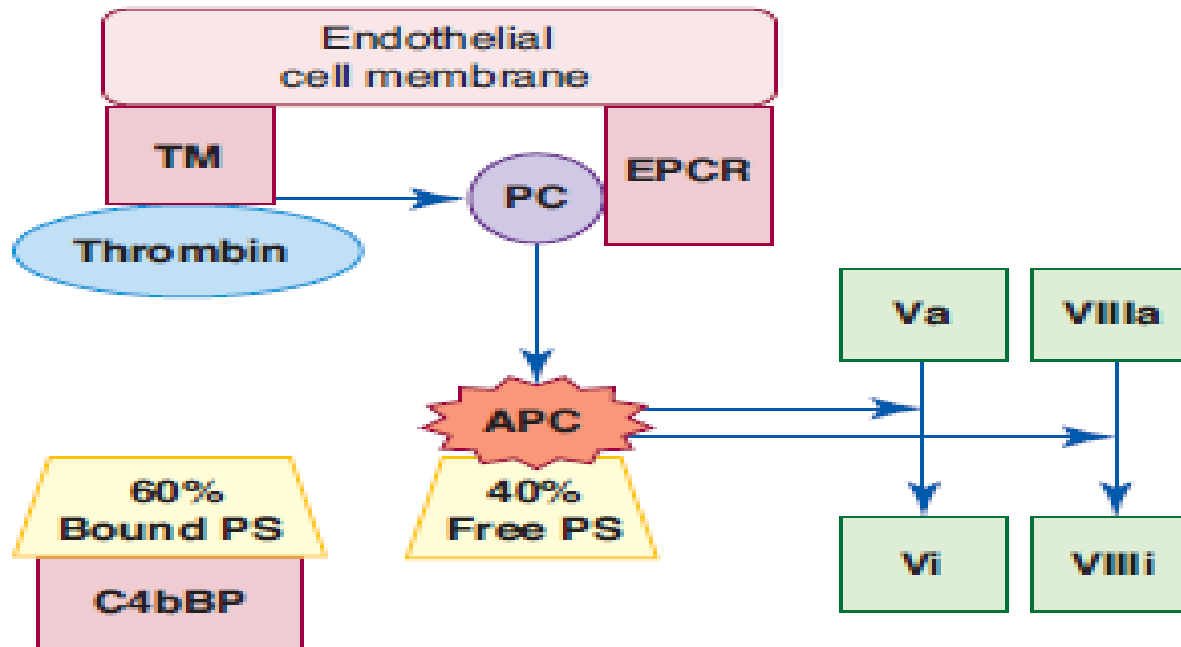 Endothelial
cell membrane
TM
EPCR
PC
Thrombin
Va
VIIIa
APC
60%
Bound PS
40%
Free PS
Vi
VIIIi
C4bBP